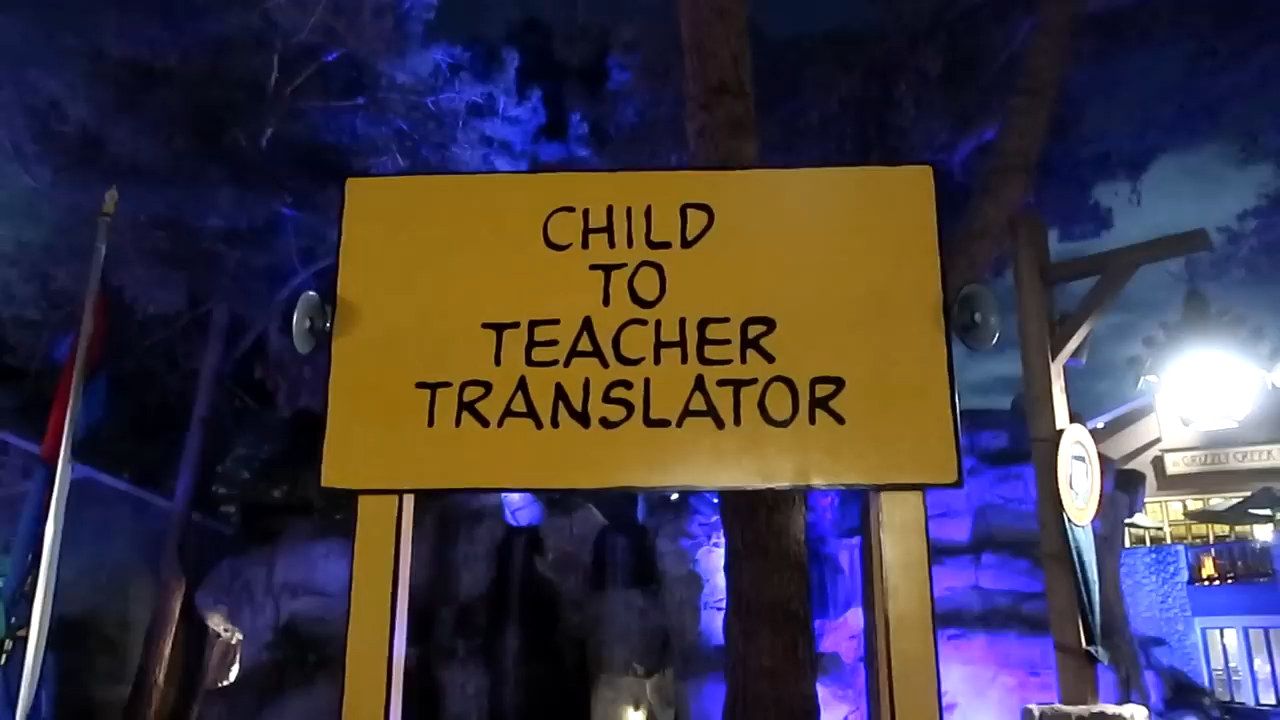 CHILD
TO
TEACHER
TRANSLATOR
GRIZZLY CREEK